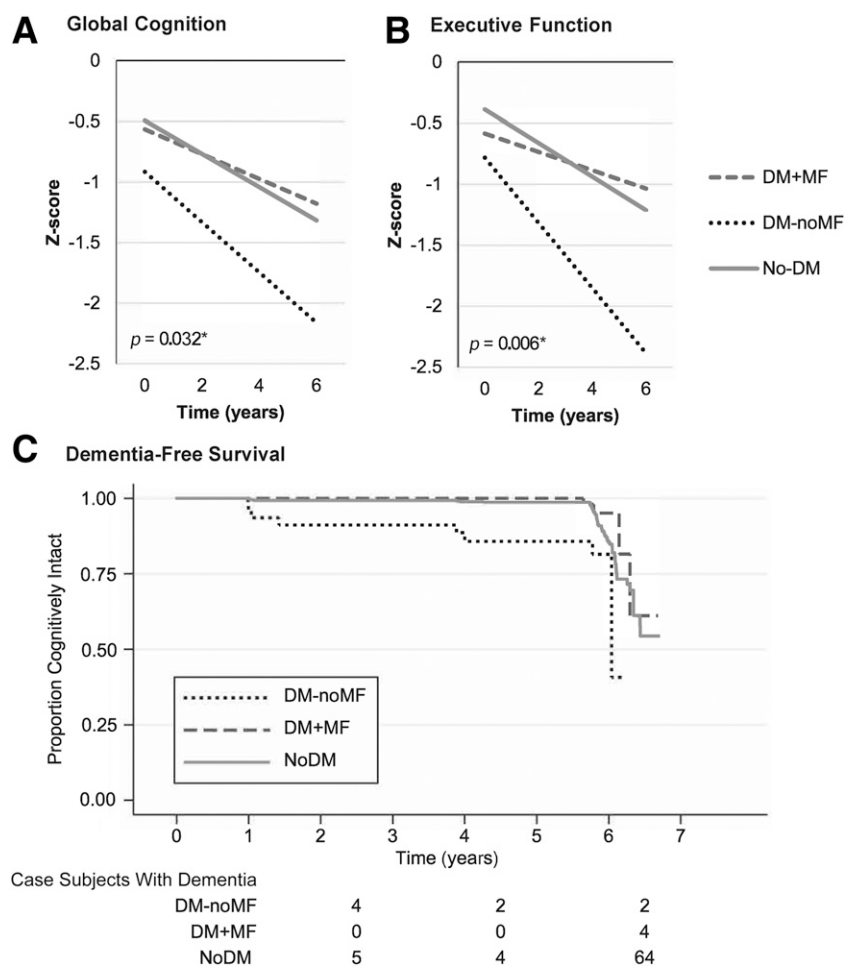 A Global Cognition
0
-0.5
-1
-1.5
-2
-2.5
Z-score
p = 0.032*
0 2 4 6
Time (years)
B Executive Function
0
-0.5
-1
-1.5
-2
-2.5
Z-score
p = 0.006*
0 2 4 6
Time (years)
DM+MF
DM-noMF
No-DM
C Dementia-Free Survival
1.00
0.75
0.50
0.25
0.00
Proportion Cognitively Intact
DM-noMF
DM+MF
NoDM
0 1 2 3 4 5 6 7
Time (years)
Case Subjects With Dementia
DM-noMF 4 2 2
DM+MF 0 0 4
NoDM 5 4 64